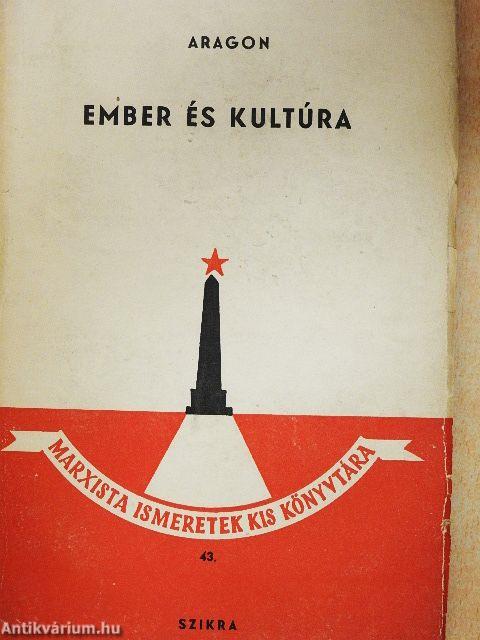 ARAGON
EMBER ÉS KULTÚRA
MARXISTA ISMERETEK KIS KÖNYVTÁRA
43.
SZIKRA
Antikvárium.hu